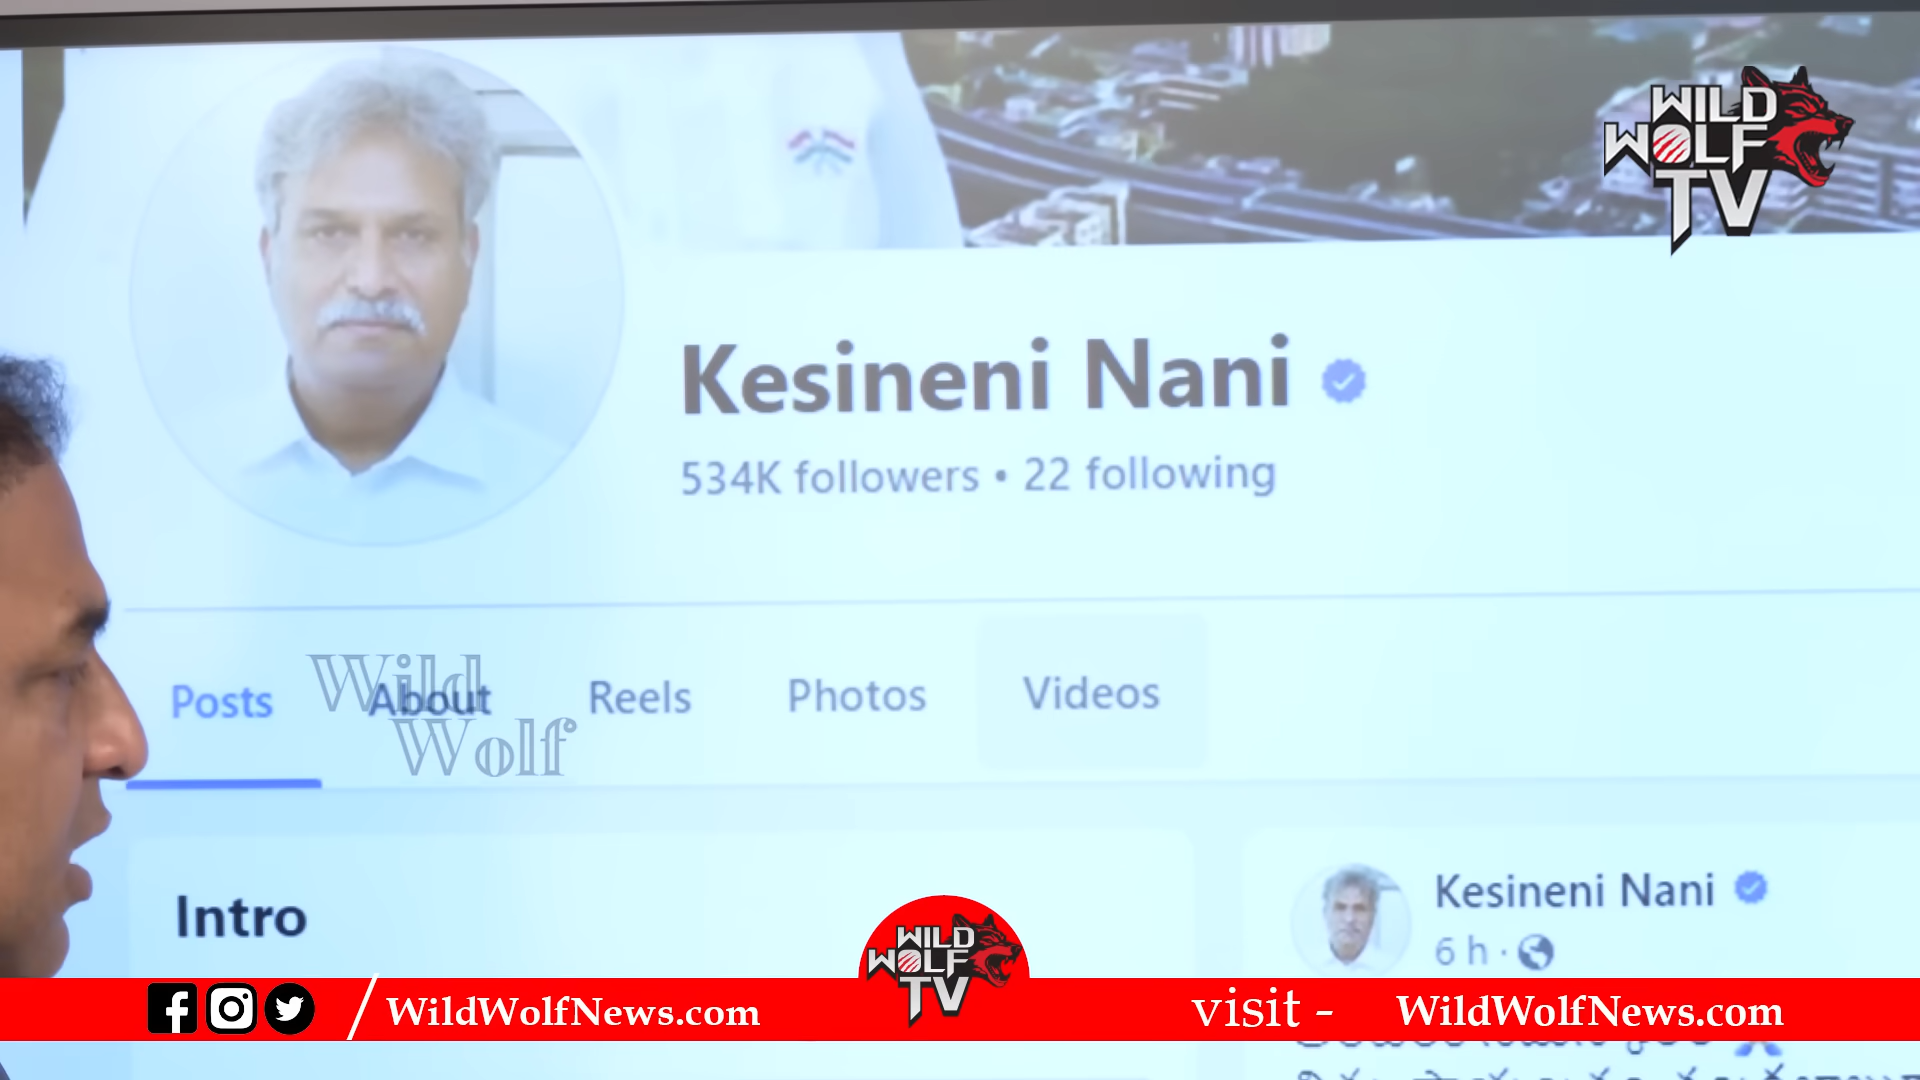 WILD
WOLF
TV
Kesineni Nani
534K followers • 22 following
Posts
About
Reels
Photos
Videos
Wild
Wolf
Intro
Kesineni Nani
6 h ·
WILD
WOLF
TV
WildWolfNews.com
visit -
WildWolfNews.com